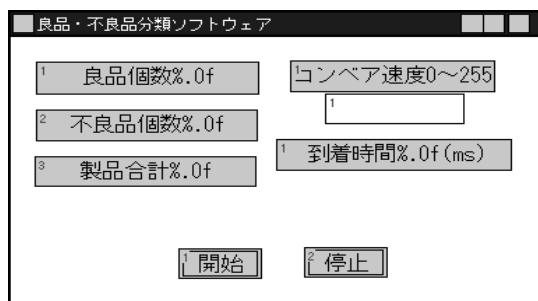 良品・不良品分類ソフトウェア
1 良品個数%.0f
2 不良品個数%.0f
3 製品合計%.0f
1 コンベア速度0～255
1
1 到着時間%.0f(ms)
1 開始
2 停止